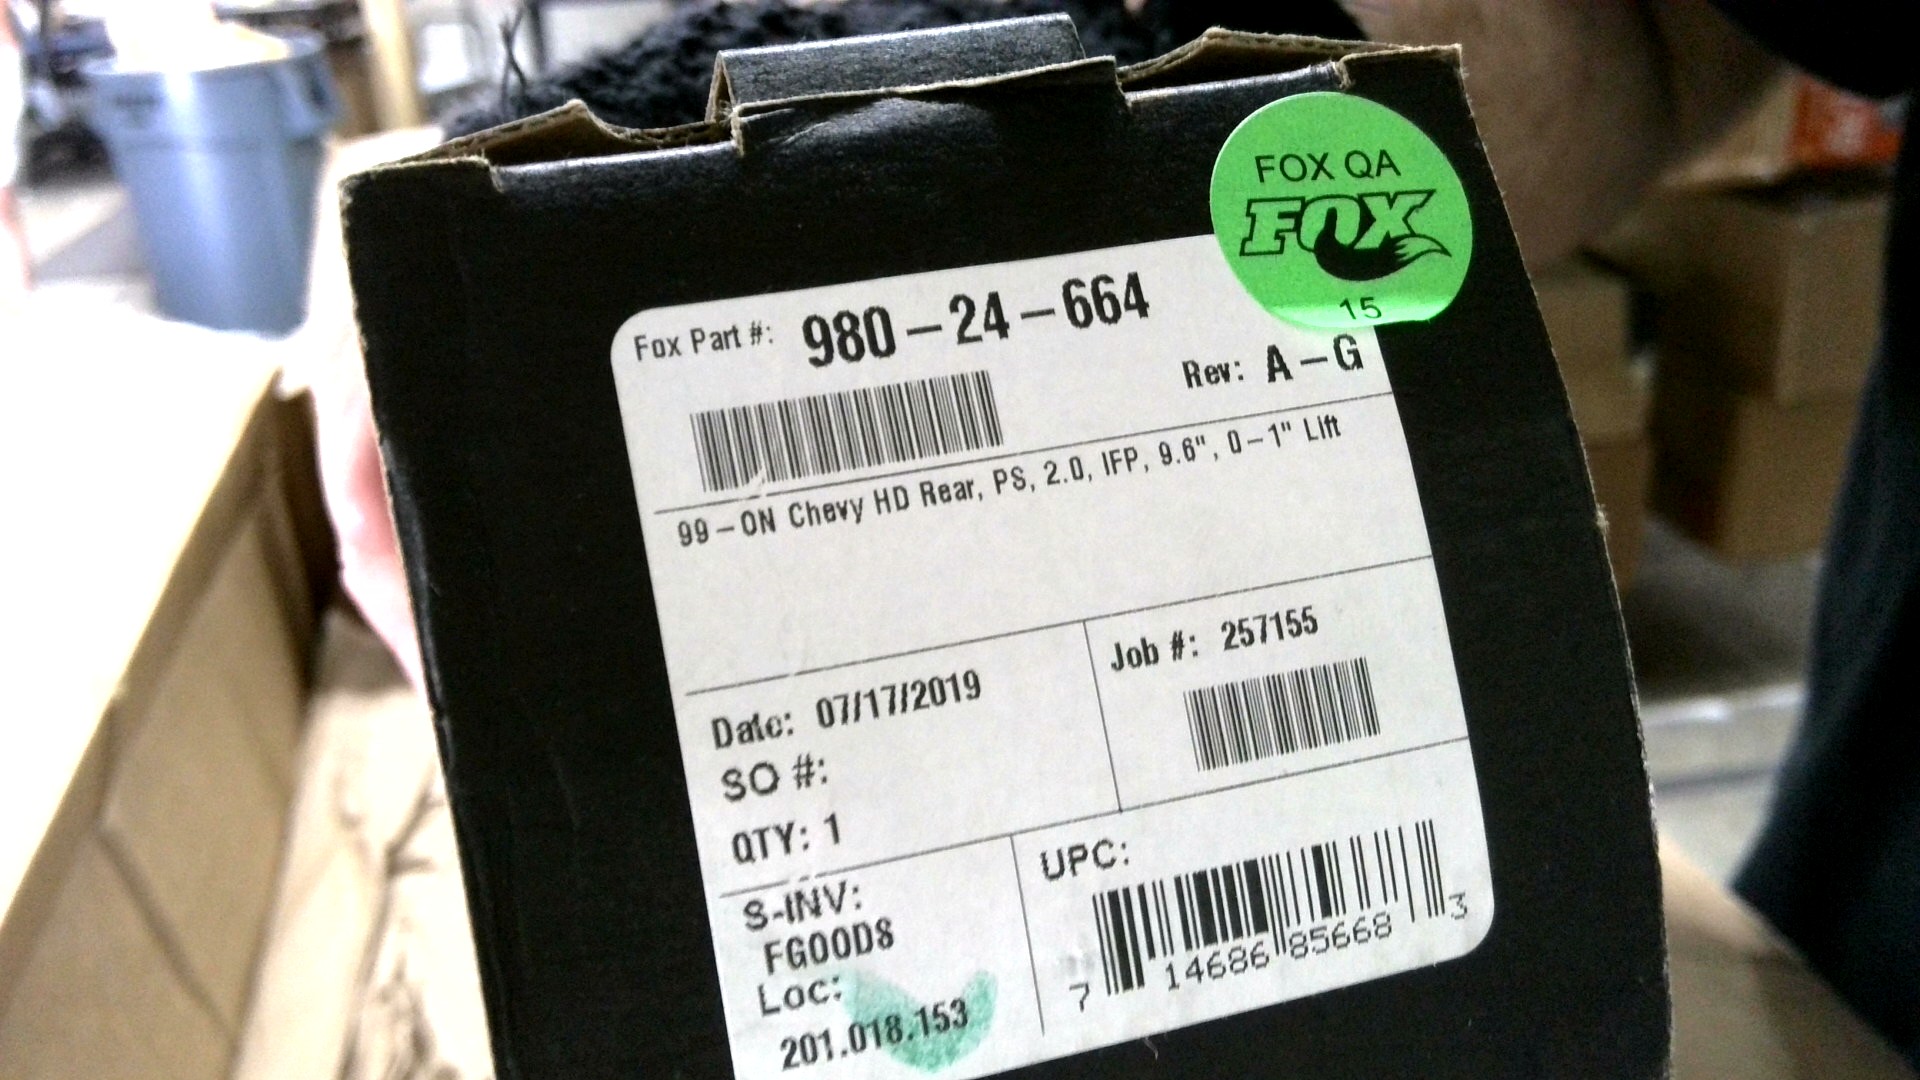 FOX QA
FOX
15
Fox Part #: 980-24-664
Rev: A-G
99-ON Chevy HD Rear, PS, 2.0, IFP, 9.6", 0-1" Lift
Date: 07/17/2019
SO #:
QTY: 1
Job #: 257155
S-INV:
FGOODS
Loc:
201.018.153
UPC:
7 14686 85668 3